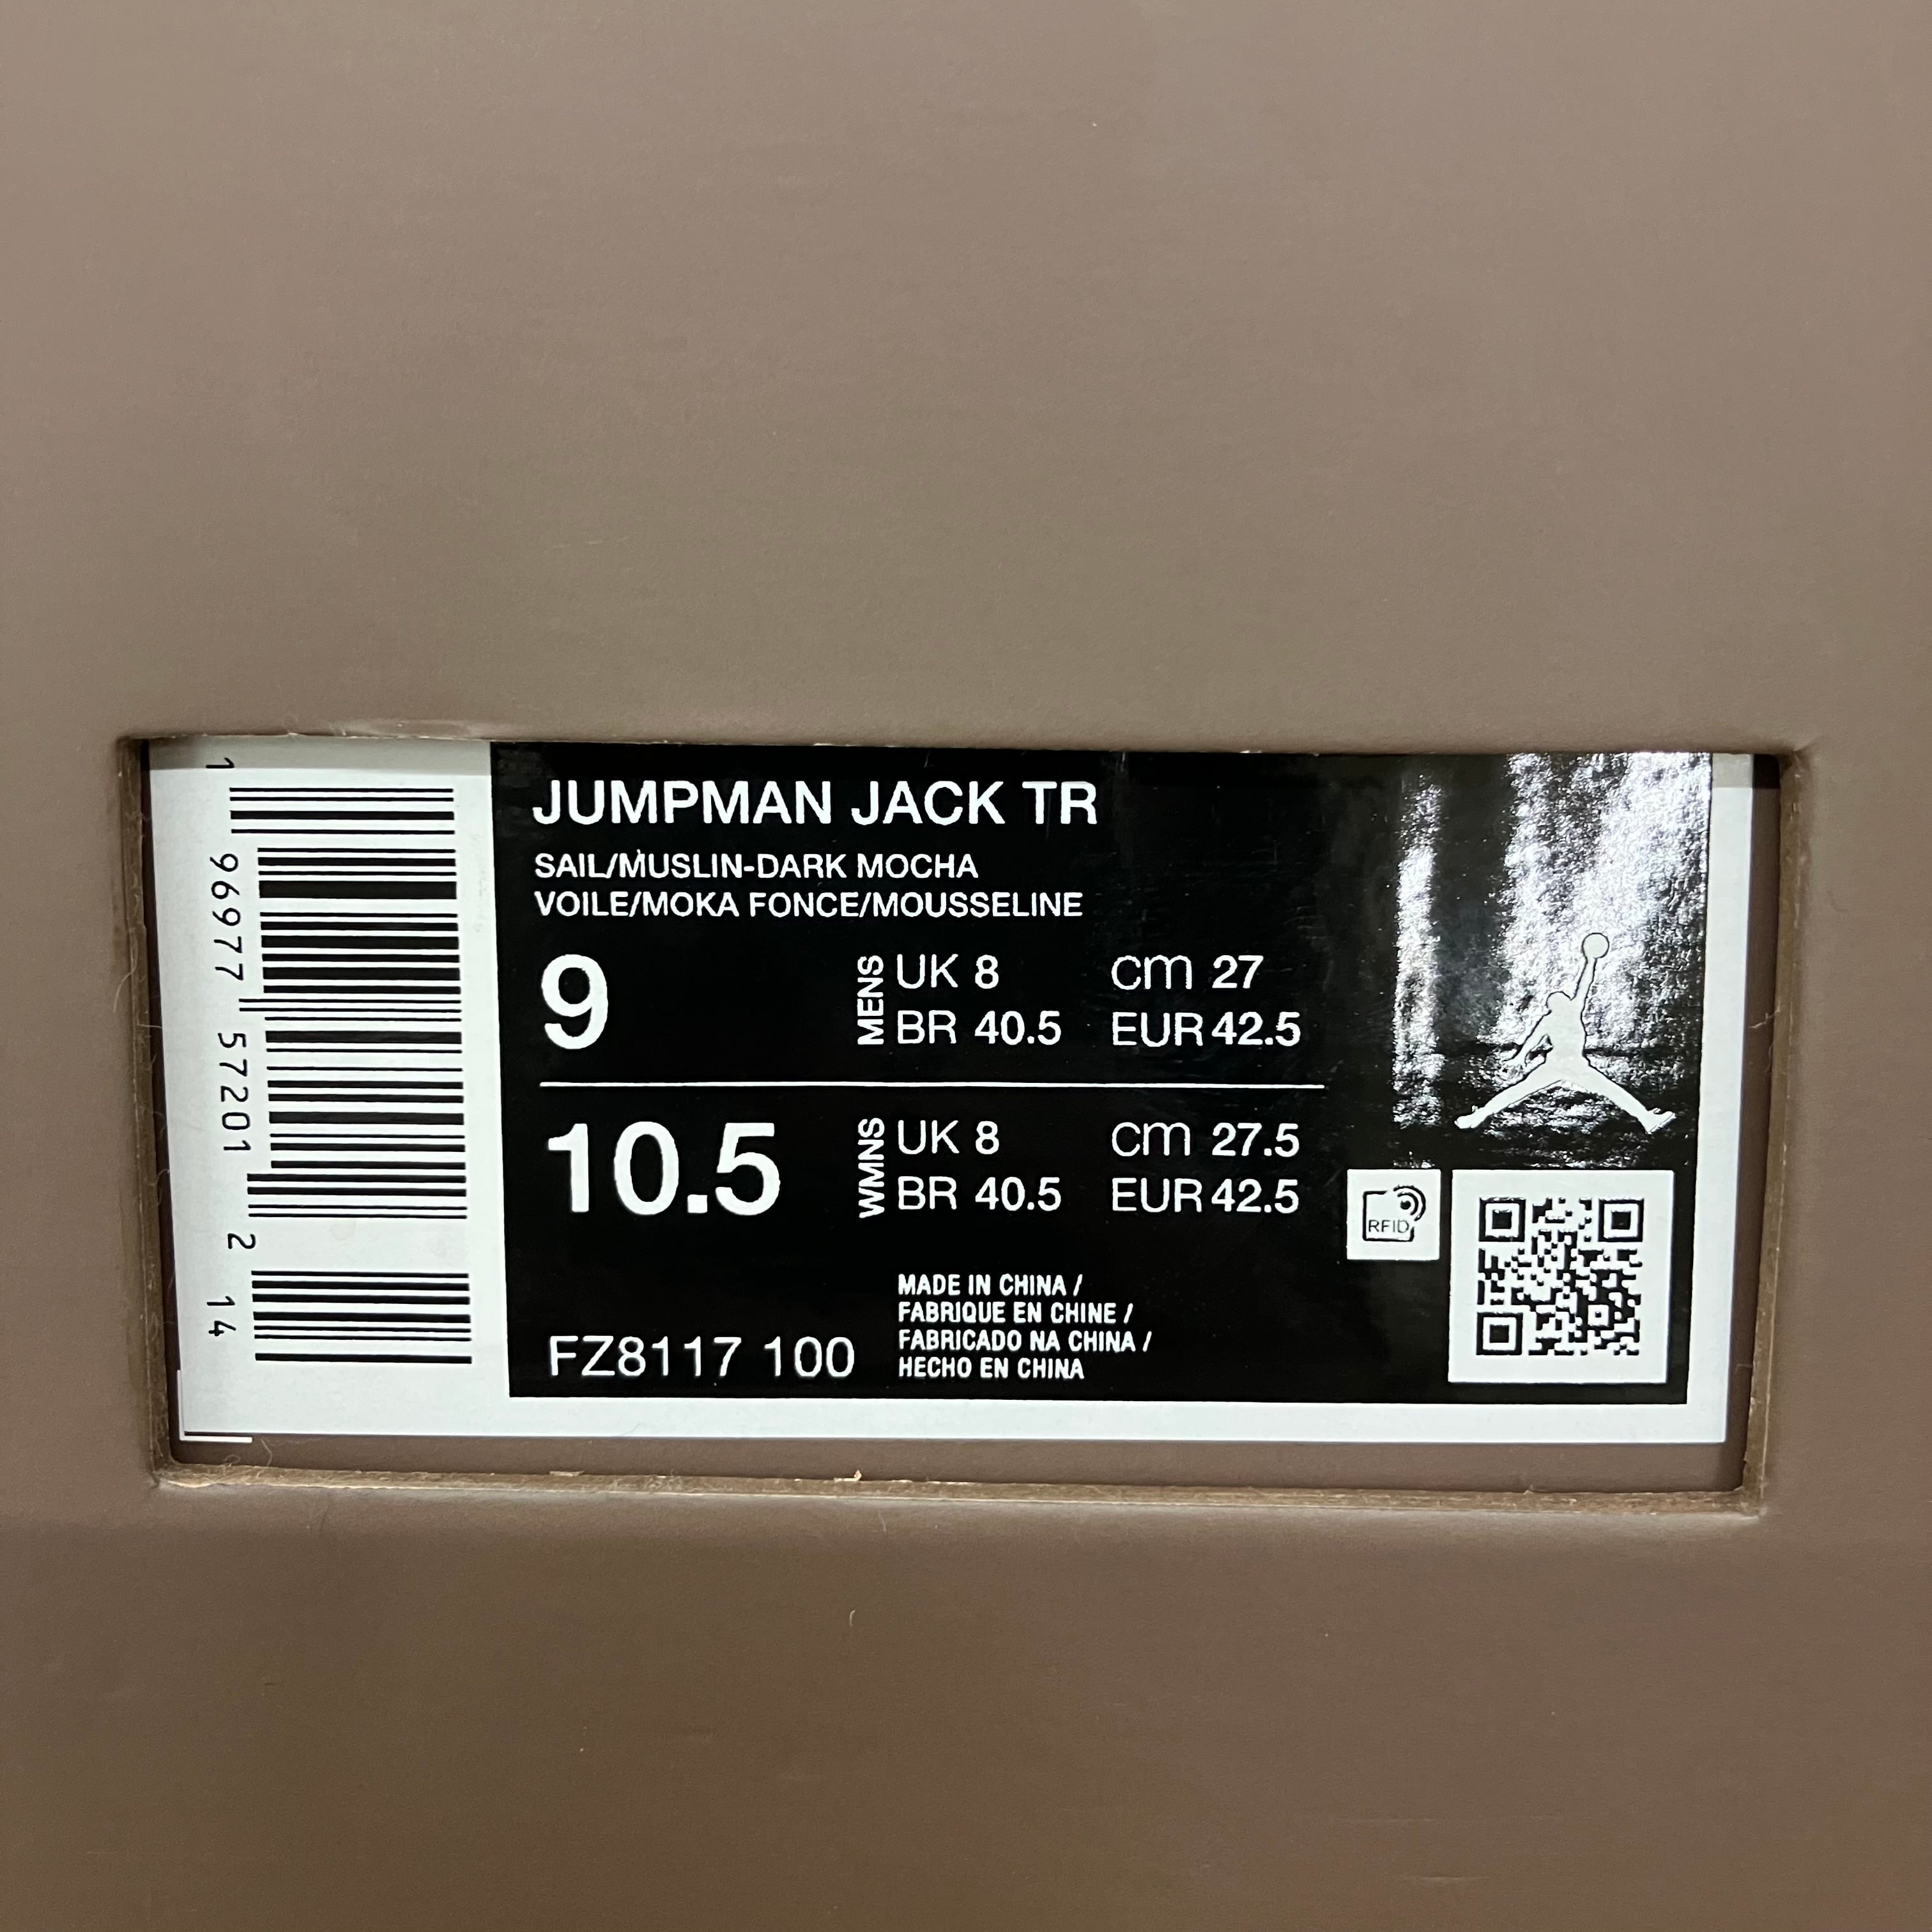 1 96977 57201 2 14
JUMPMAN JACK TR
SAIL/MUSLIN-DARK MOCHA
VOILE/MOKA FONCE/MOUSSELINE
9 MENS UK 8 cm 27
BR 40.5 EUR 42.5
10.5 WMNS UK 8 cm 27.5
BR 40.5 EUR 42.5
RFID
MADE IN CHINA /
FABRIQUE EN CHINE /
FABRICADO NA CHINA /
HECHO EN CHINA
FZ8117 100